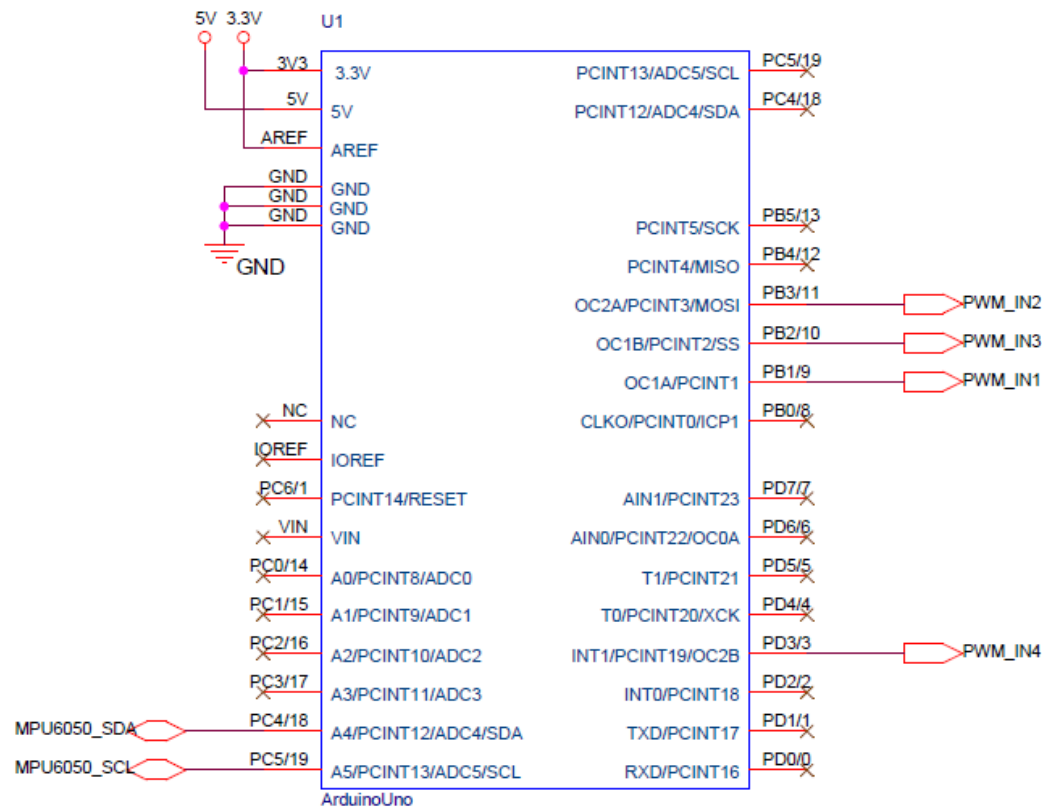 5V 3.3V
U1
3V3
3.3V
5V
5V
AREF
AREF
GND
GND
GND
GND
GND
GND
GND
NC
NC
IOREF
IOREF
PC6/1
PCINT14/RESET
VIN
VIN
PC0/14
A0/PCINT8/ADC0
PC1/15
A1/PCINT9/ADC1
PC2/16
A2/PCINT10/ADC2
PC3/17
A3/PCINT11/ADC3
MPU6050_SDA
PC4/18
A4/PCINT12/ADC4/SDA
MPU6050_SCL
PC5/19
A5/PCINT13/ADC5/SCL
PCINT13/ADC5/SCL
PC5/19
PCINT12/ADC4/SDA
PC4/18
PCINT5/SCK
PB5/13
PCINT4/MISO
PB4/12
OC2A/PCINT3/MOSI
PB3/11
PWM_IN2
OC1B/PCINT2/SS
PB2/10
PWM_IN3
OC1A/PCINT1
PB1/9
PWM_IN1
CLKO/PCINT0/ICP1
PB0/8
AIN1/PCINT23
PD7/7
AIN0/PCINT22/OC0A
PD6/6
T1/PCINT21
PD5/5
T0/PCINT20/XCK
PD4/4
INT1/PCINT19/OC2B
PD3/3
PWM_IN4
INT0/PCINT18
PD2/2
TXD/PCINT17
PD1/1
RXD/PCINT16
PD0/0
ArduinoUno